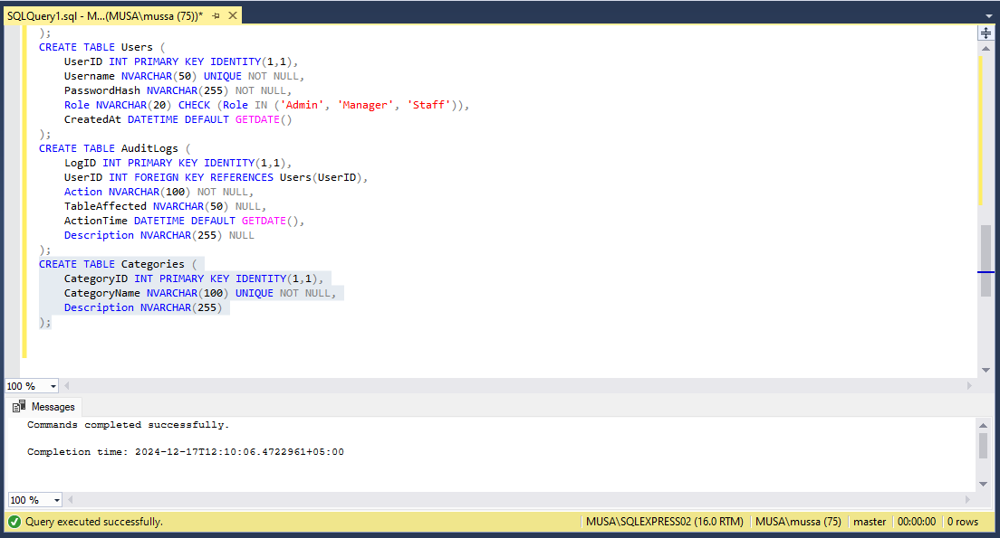 SQLQuery1.sql - M...(MUSA\mussa (75))*
);
CREATE TABLE Users (
UserID INT PRIMARY KEY IDENTITY(1,1),
Username NVARCHAR(50) UNIQUE NOT NULL,
PasswordHash NVARCHAR(255) NOT NULL,
Role NVARCHAR(20) CHECK (Role IN ('Admin', 'Manager', 'Staff')),
CreatedAt DATETIME DEFAULT GETDATE()
);
CREATE TABLE AuditLogs (
LogID INT PRIMARY KEY IDENTITY(1,1),
UserID INT FOREIGN KEY REFERENCES Users(UserID),
Action NVARCHAR(100) NOT NULL,
TableAffected NVARCHAR(50) NULL,
ActionTime DATETIME DEFAULT GETDATE(),
Description NVARCHAR(255) NULL
);
CREATE TABLE Categories (
CategoryID INT PRIMARY KEY IDENTITY(1,1),
CategoryName NVARCHAR(100) UNIQUE NOT NULL,
Description NVARCHAR(255)
);
100 %
Messages
Commands completed successfully.
Completion time: 2024-12-17T12:10:06.4722961+05:00
100 %
Query executed successfully. MUSA\SQLEXPRESS02 (16.0 RTM) MUSA\mussa (75) master 00:00:00 0 rows